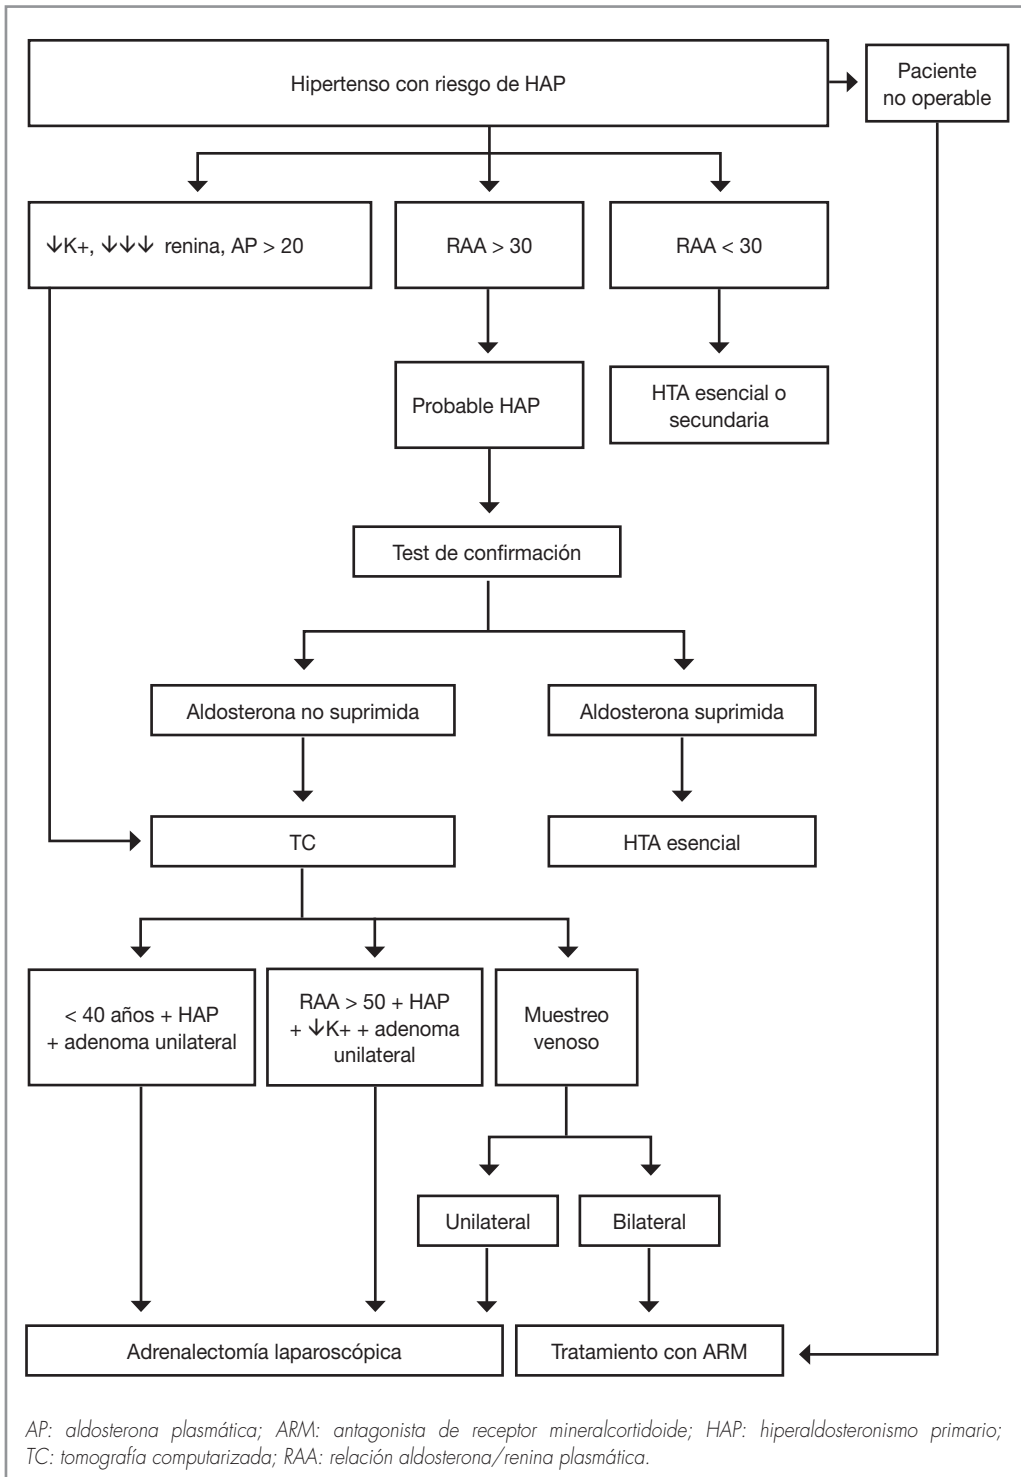 Hipertenso con riesgo de HAP
Paciente
no operable
↓K+, ↓↓↓ renina, AP > 20
RAA > 30
RAA < 30
Probable HAP
HTA esencial o
secundaria
Test de confirmación
Aldosterona no suprimida
Aldosterona suprimida
TC
HTA esencial
< 40 años + HAP
+ adenoma unilateral
RAA > 50 + HAP
+ ↓K+ + adenoma
unilateral
Muestreo
venoso
Unilateral
Bilateral
Adrenalectomía laparoscópica
Tratamiento con ARM
AP: aldosterona plasmática; ARM: antagonista de receptor mineralcortidoide; HAP: hiperaldosteronismo primario;
TC: tomografía computarizada; RAA: relación aldosterona/renina plasmática.